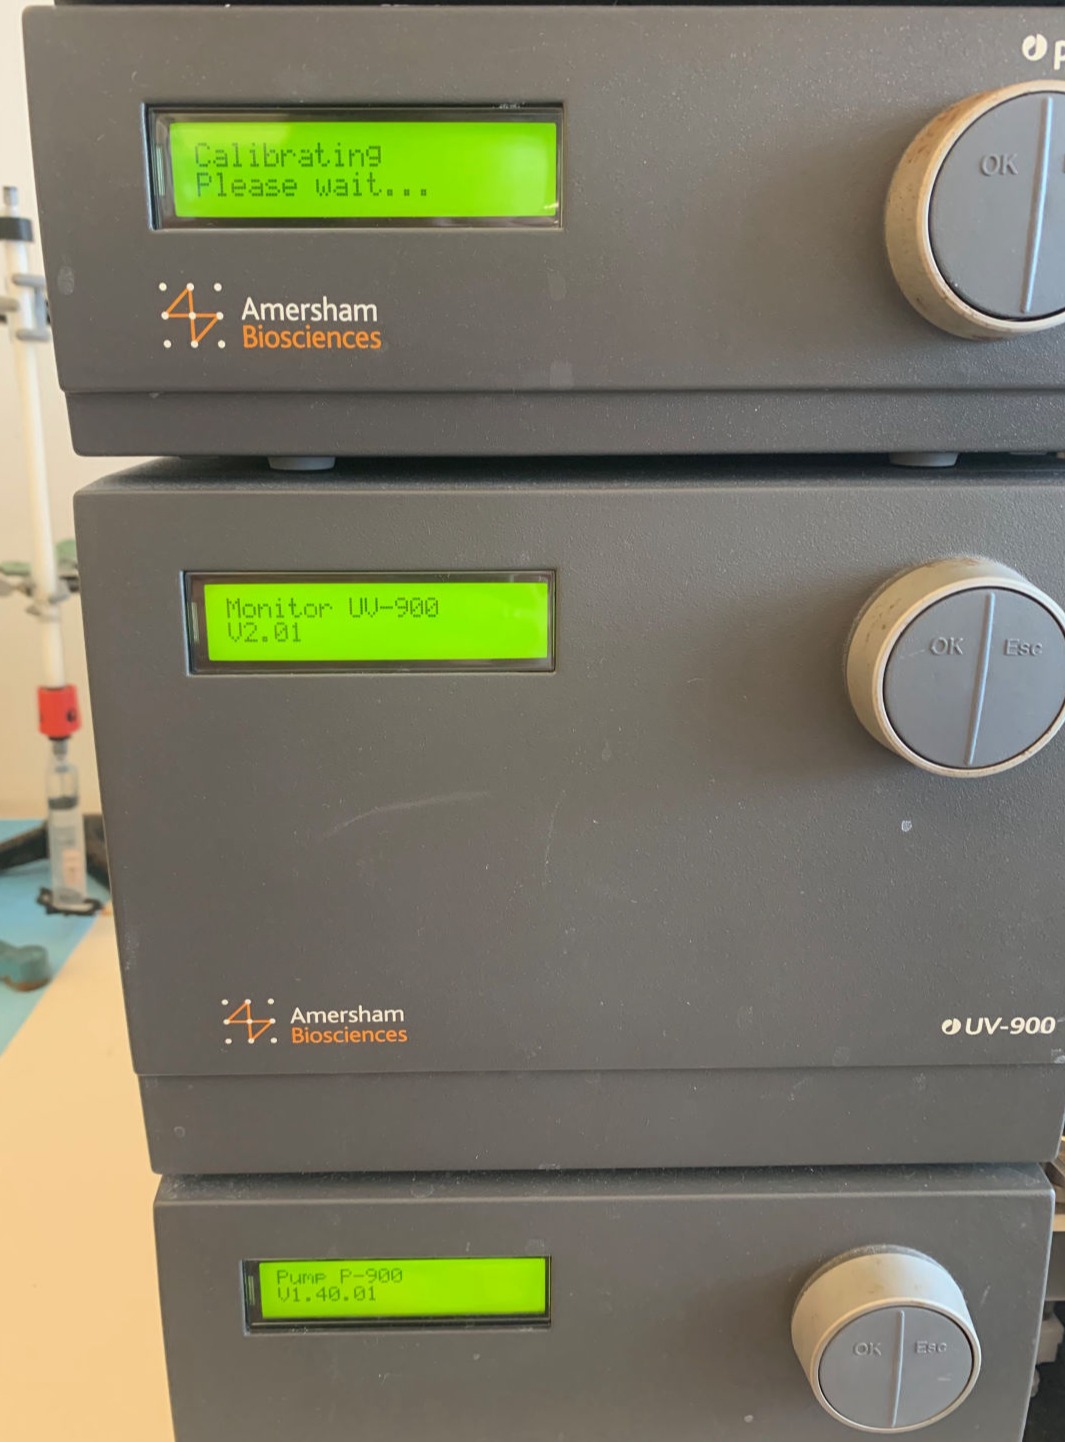 Calibrating
Please wait...
OK
Amersham
Biosciences
Monitor UV-900
V2.01
OK Esc
Amersham
Biosciences
UV-900
Pump P-900
V1.40.01
OK Esc